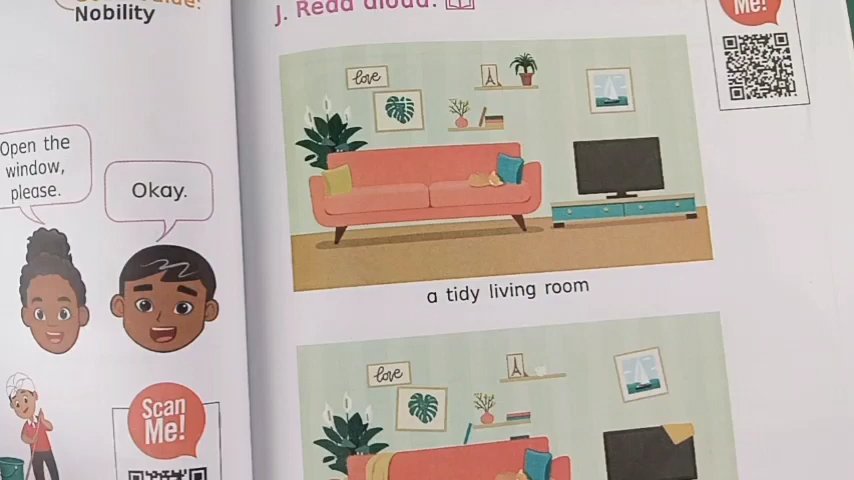 Nobility
Open the
window,
please.
Okay.
Scan
Me!
J. Read aloud.
Me!
love
a tidy living room
love